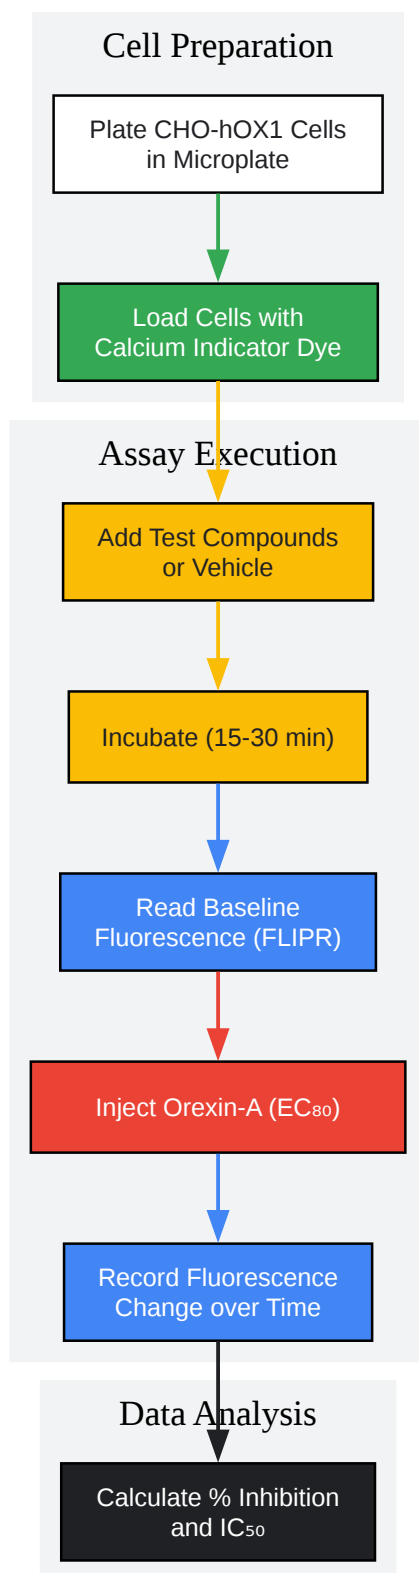 Cell Preparation
Plate CHO-hOX1 Cells
in Microplate
Load Cells with
Calcium Indicator Dye
Assay Execution
Add Test Compounds
or Vehicle
Incubate (15-30 min)
Read Baseline
Fluorescence (FLIPR)
Inject Orexin-A (EC₈₀)
Record Fluorescence
Change over Time
Data Analysis
Calculate % Inhibition
and IC₅₀